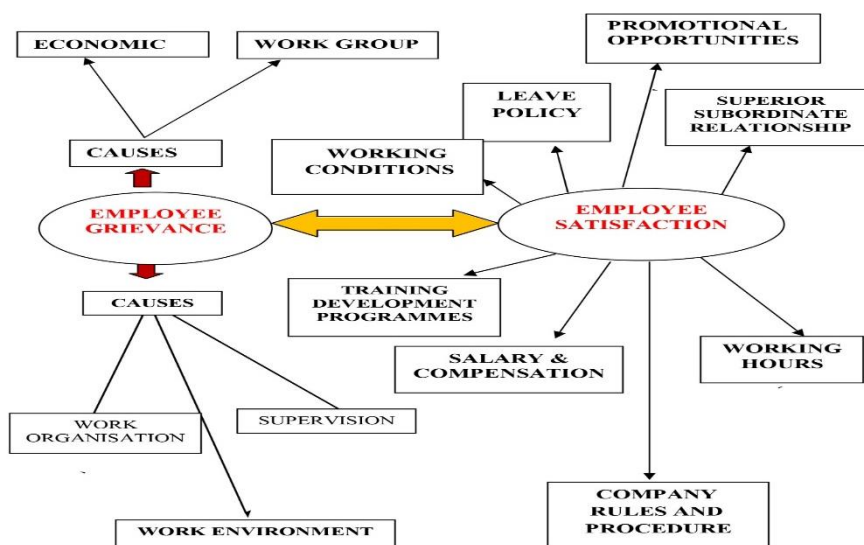 PROMOTIONAL
OPPORTUNITIES
ECONOMIC
WORK GROUP
LEAVE
POLICY
SUPERIOR
SUBORDINATE
RELATIONSHIP
CAUSES
WORKING
CONDITIONS
EMPLOYEE
GRIEVANCE
EMPLOYEE
SATISFACTION
CAUSES
TRAINING
DEVELOPMENT
PROGRAMMES
SALARY &
COMPENSATION
WORKING
HOURS
WORK
ORGANISATION
SUPERVISION
WORK ENVIRONMENT
COMPANY
RULES AND
PROCEDURE